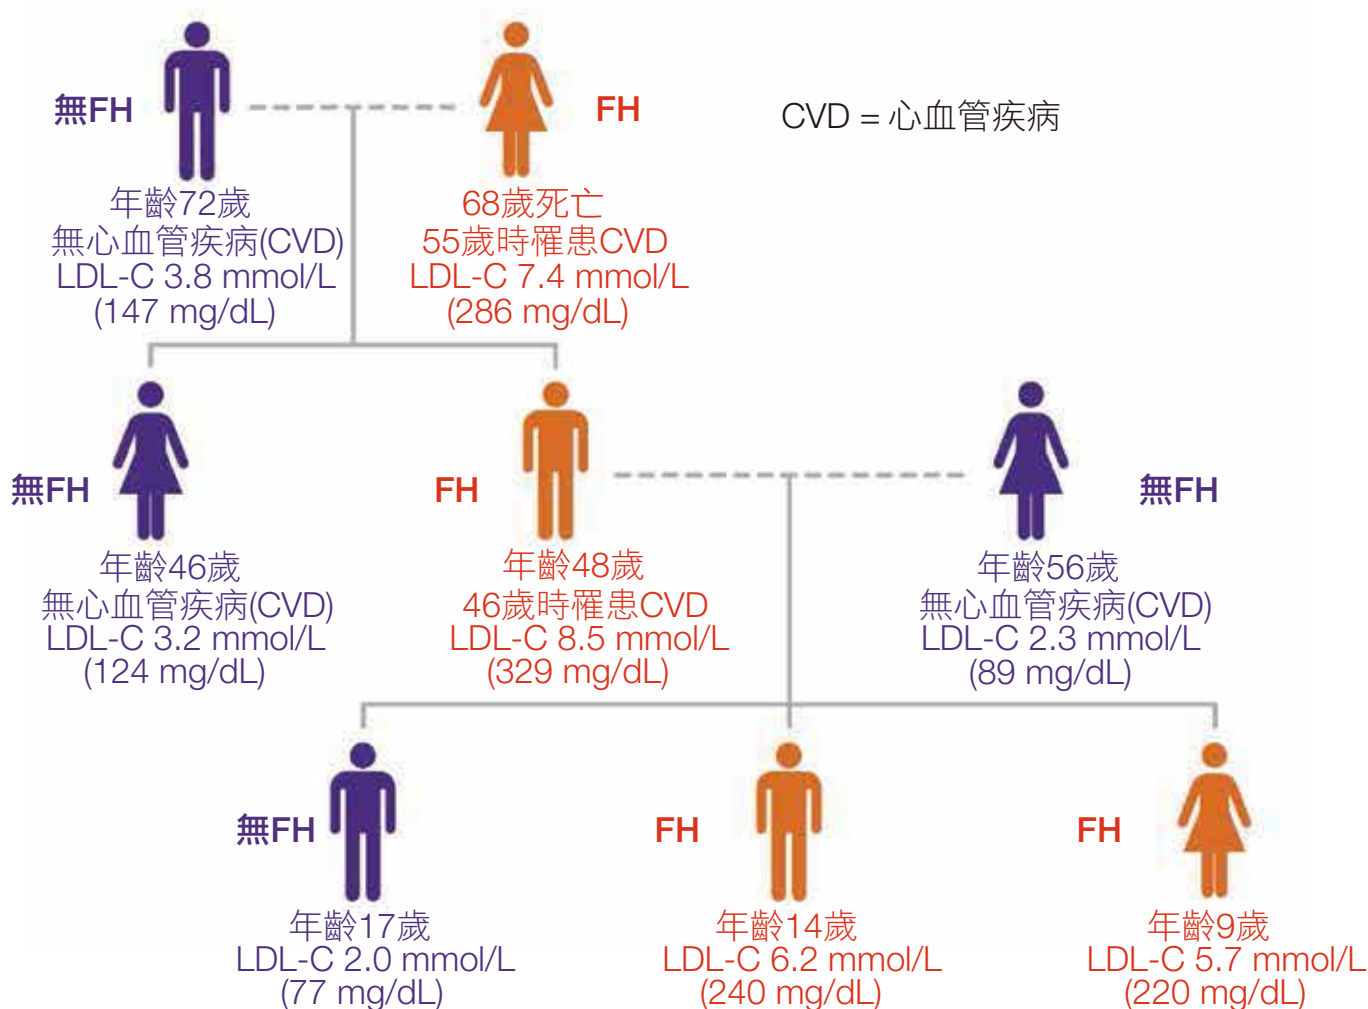 無FH
FH
CVD = 心血管疾病
年齡72歲
無心血管疾病(CVD)
LDL-C 3.8 mmol/L
(147 mg/dL)
68歲死亡
55歲時罹患CVD
LDL-C 7.4 mmol/L
(286 mg/dL)
無FH
FH
無FH
年齡46歲
無心血管疾病(CVD)
LDL-C 3.2 mmol/L
(124 mg/dL)
年齡48歲
46歲時罹患CVD
LDL-C 8.5 mmol/L
(329 mg/dL)
年齡56歲
無心血管疾病(CVD)
LDL-C 2.3 mmol/L
(89 mg/dL)
無FH
FH
FH
年齡17歲
LDL-C 2.0 mmol/L
(77 mg/dL)
年齡14歲
LDL-C 6.2 mmol/L
(240 mg/dL)
年齡9歲
LDL-C 5.7 mmol/L
(220 mg/dL)